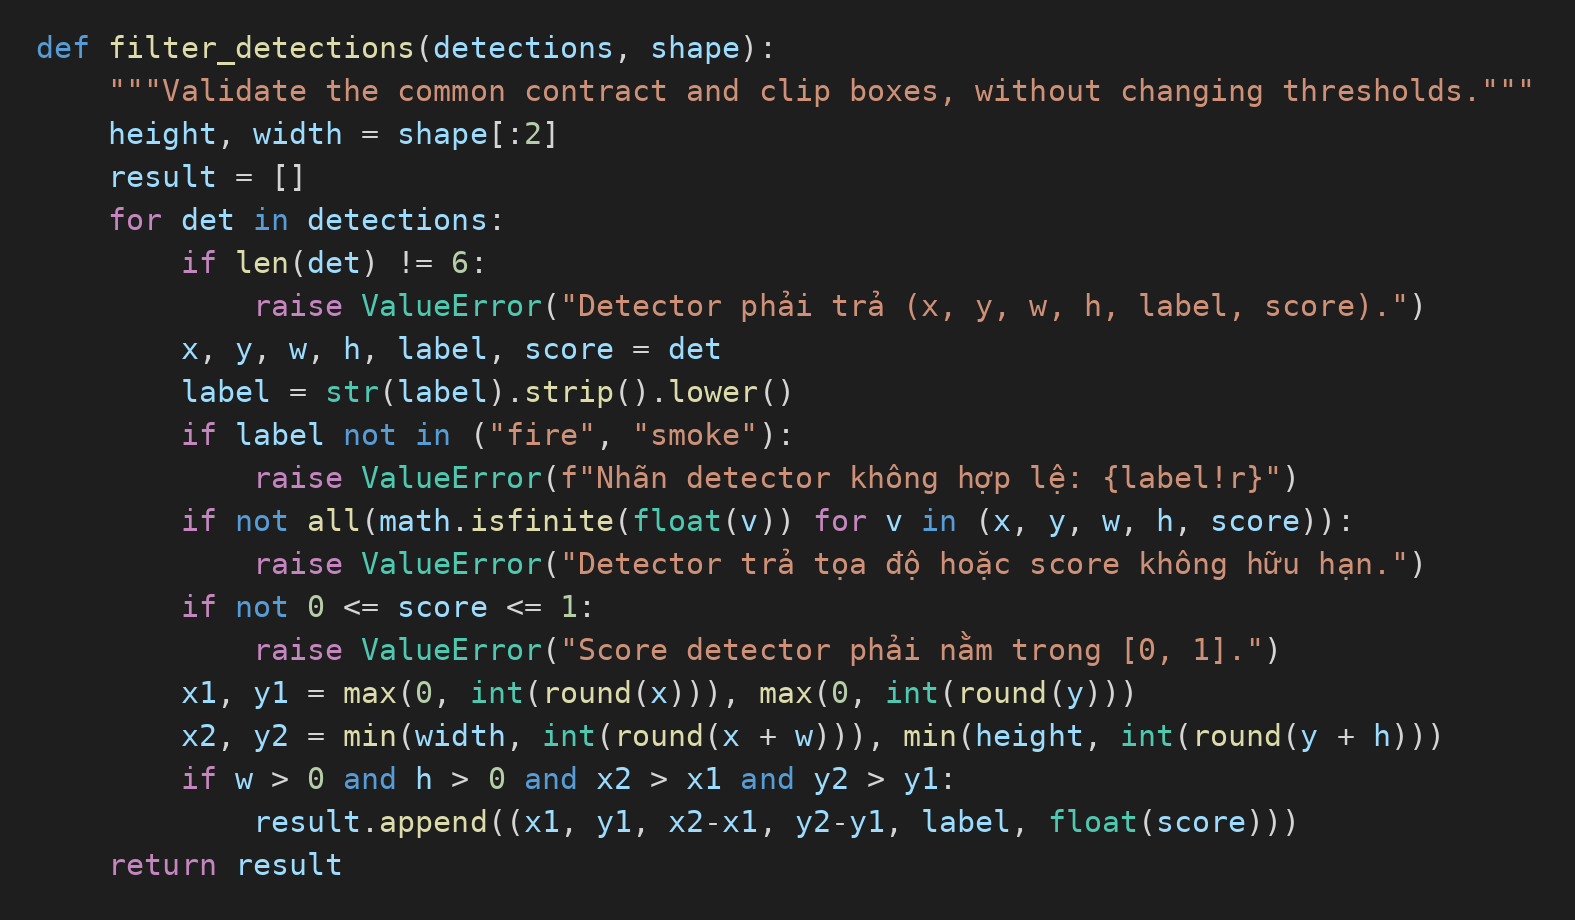 def filter_detections(detections, shape):
    """Validate the common contract and clip boxes, without changing thresholds."""
    height, width = shape[:2]
    result = []
    for det in detections:
        if len(det) != 6:
            raise ValueError("Detector phải trả (x, y, w, h, label, score).")
        x, y, w, h, label, score = det
        label = str(label).strip().lower()
        if label not in ("fire", "smoke"):
            raise ValueError(f"Nhãn detector không hợp lệ: {label!r}")
        if not all(math.isfinite(float(v)) for v in (x, y, w, h, score)):
            raise ValueError("Detector trả tọa độ hoặc score không hữu hạn.")
        if not 0 <= score <= 1:
            raise ValueError("Score detector phải nằm trong [0, 1].")
        x1, y1 = max(0, int(round(x))), max(0, int(round(y)))
        x2, y2 = min(width, int(round(x + w))), min(height, int(round(y + h)))
        if w > 0 and h > 0 and x2 > x1 and y2 > y1:
            result.append((x1, y1, x2-x1, y2-y1, label, float(score)))
    return result